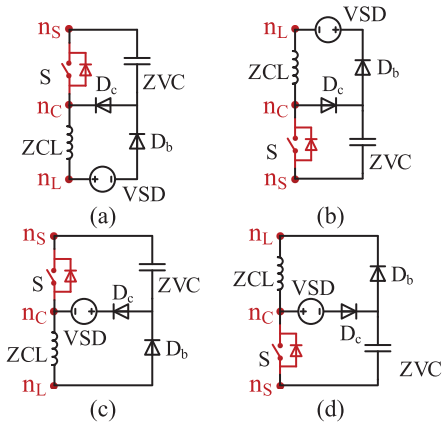 n_S
S
ZVC
D_c
n_C
ZCL
D_b
n_L
VSD
(a)
VSD
n_L
ZCL
D_b
n_C
D_c
S
ZVC
n_S
(b)
n_S
S
ZVC
D_c
n_C
VSD
ZCL
D_b
n_L
(c)
n_L
ZCL
D_b
VSD
n_C
D_c
S
ZVC
n_S
(d)